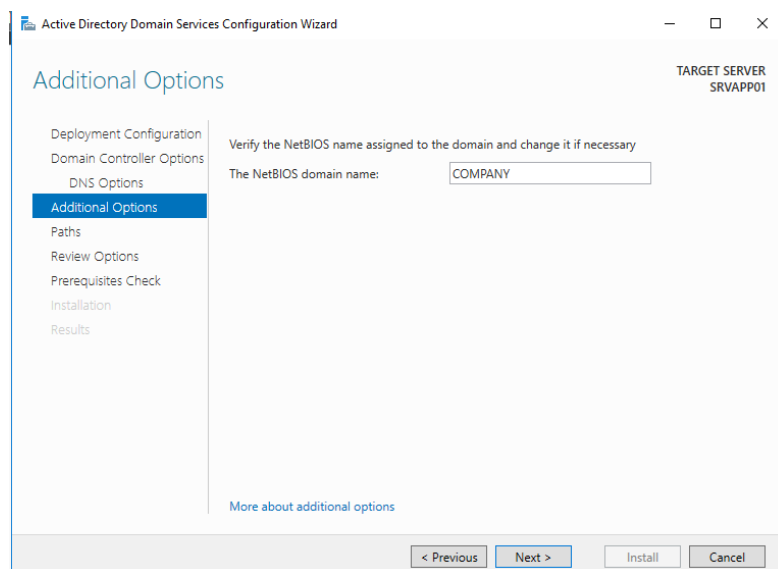 Active Directory Domain Services Configuration Wizard
Additional Options
TARGET SERVER
SRVAPP01
Deployment Configuration
Domain Controller Options
DNS Options
Additional Options
Paths
Review Options
Prerequisites Check
Installation
Results
Verify the NetBIOS name assigned to the domain and change it if necessary
The NetBIOS domain name: COMPANY
More about additional options
< Previous Next > Install Cancel